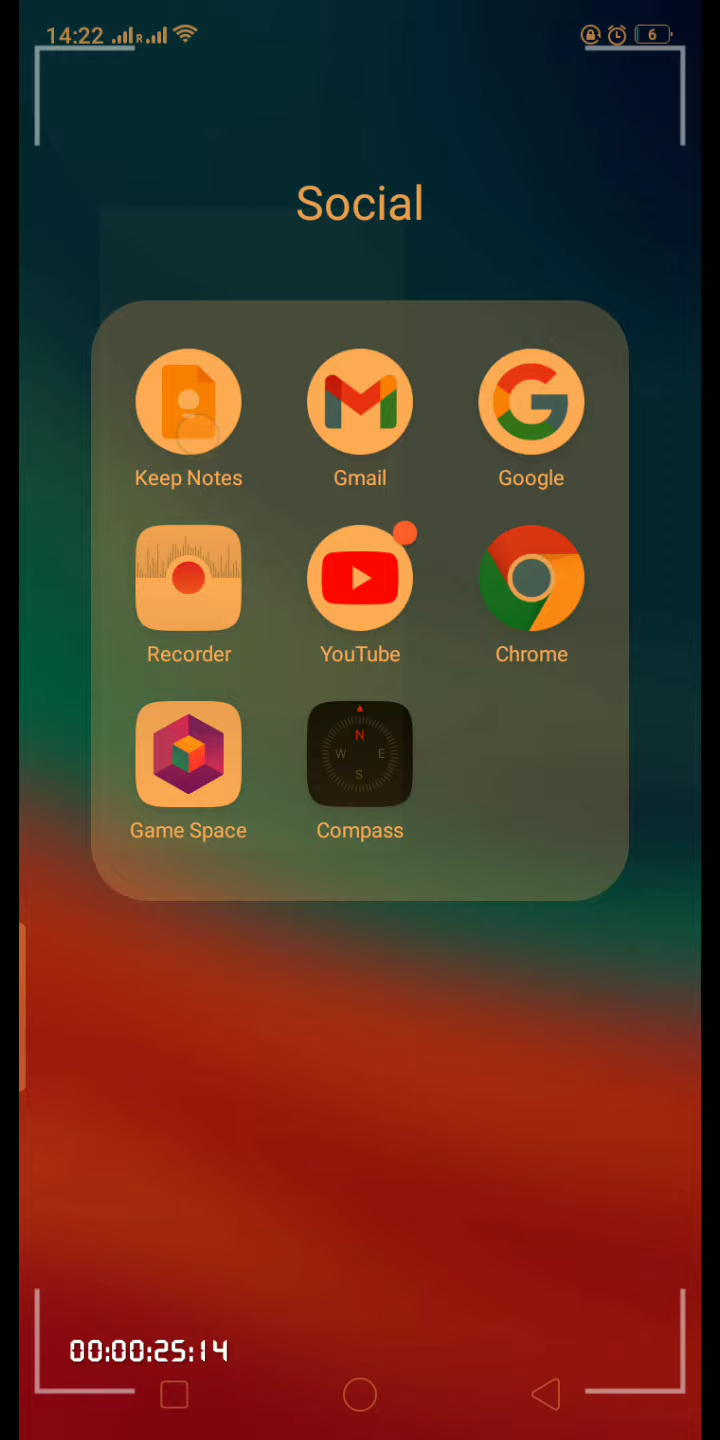 14:22
R
6
Social
Keep Notes
Gmail
Google
Recorder
YouTube
Chrome
N
W E
S
Game Space
Compass
00:00:25:14